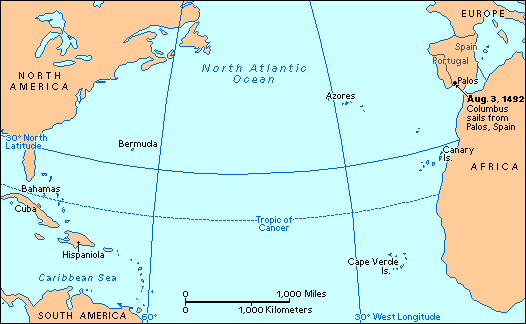 EUROPE
Spain
Portugal
Palos
Aug. 3, 1492
Columbus
sails from
Palos, Spain
NORTH
AMERICA
North Atlantic
Ocean
Azores
30° North
Latitude
Bermuda
Canary
Is.
AFRICA
Bahamas
Cuba
Tropic of
Cancer
Hispaniola
Cape Verde
Is.
Caribbean Sea
0 1,000 Miles
0 1,000 Kilometers
SOUTH AMERICA
60°
30° West Longitude